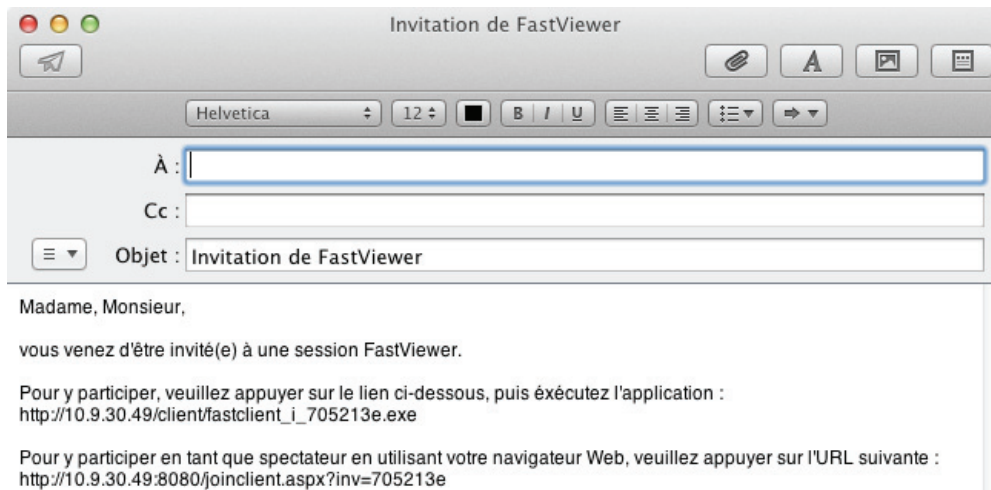 Invitation de FastViewer
A
Helvetica 12 B I U
À :
Cc :
Objet : Invitation de FastViewer
Madame, Monsieur,
vous venez d'être invité(e) à une session FastViewer.
Pour y participer, veuillez appuyer sur le lien ci-dessous, puis éxécutez l'application :
http://10.9.30.49/client/fastclient_i_705213e.exe
Pour y participer en tant que spectateur en utilisant votre navigateur Web, veuillez appuyer sur l'URL suivante :
http://10.9.30.49:8080/joinclient.aspx?inv=705213e